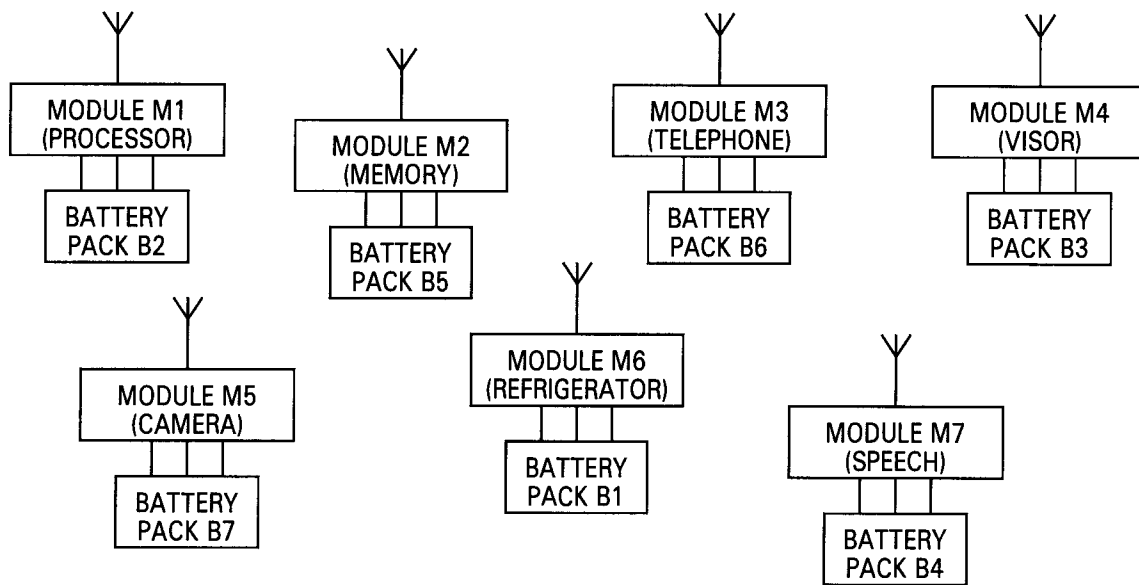 MODULE M1
(PROCESSOR)
BATTERY
PACK B2
MODULE M2
(MEMORY)
BATTERY
PACK B5
MODULE M3
(TELEPHONE)
BATTERY
PACK B6
MODULE M4
(VISOR)
BATTERY
PACK B3
MODULE M5
(CAMERA)
BATTERY
PACK B7
MODULE M6
(REFRIGERATOR)
BATTERY
PACK B1
MODULE M7
(SPEECH)
BATTERY
PACK B4